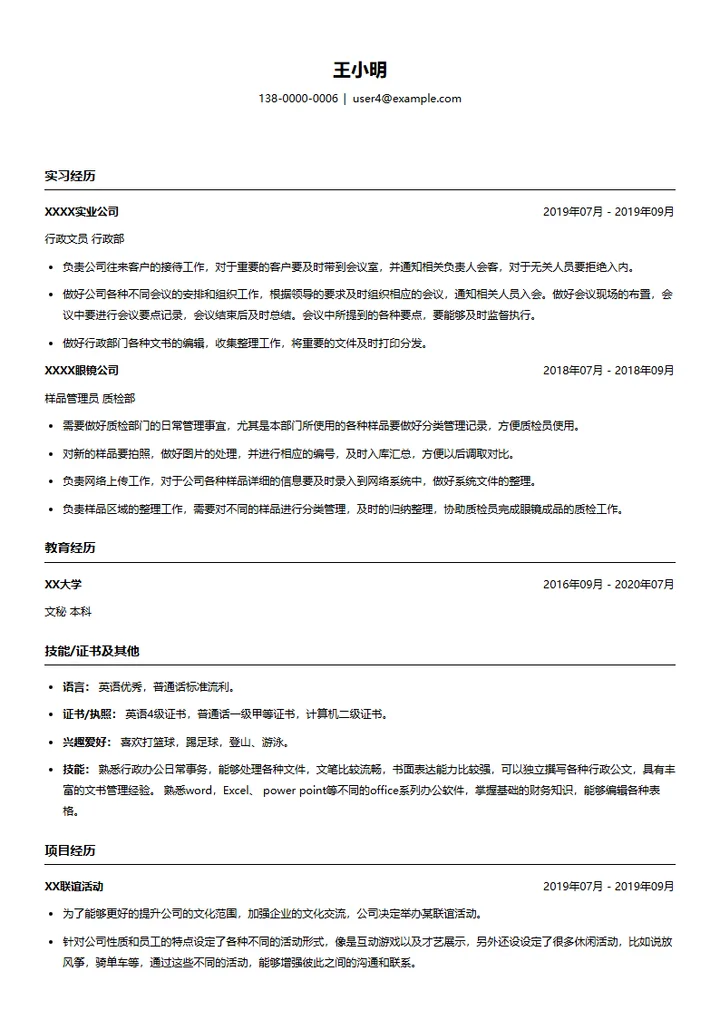 王小明
138-0000-0006 | user4@example.com
实习经历
XXXX实业公司 2019年07月 - 2019年09月
行政文员 行政部
• 负责公司往来客户的接待工作，对于重要的客户要及时带到会议室，并通知相关负责人会客，对于无关人员要拒绝入内。
• 做好公司各种不同会议的安排和组织工作，根据领导的要求及时组织相应的会议，通知相关人员入会。做好会议现场的布置，会
议中要进行会议要点记录，会议结束后及时总结。会议中所提到的各种要点，要能够及时监督执行。
• 做好行政部门各种文书的编辑，收集整理工作，将重要的文件及时打印分发。
XXXX眼镜公司 2018年07月 - 2018年09月
样品管理员 质检部
• 需要做好质检部门的日常管理事宜，尤其是本部门所使用的各种样品要做好分类管理记录，方便质检员使用。
• 对新的样品要拍照，做好图片的处理，并进行相应的编号，及时入库汇总，方便以后调取对比。
• 负责网络上传工作，对于公司各种样品详细的信息要及时录入到网络系统中，做好系统文件的整理。
• 负责样品区域的整理工作，需要对不同的样品进行分类管理，及时的归纳整理，协助质检员完成眼镜成品的质检工作。
教育经历
XX大学 2016年09月 - 2020年07月
文秘 本科
技能/证书及其他
• 语言： 英语优秀，普通话标准流利。
• 证书/执照： 英语4级证书，普通话一级甲等证书，计算机二级证书。
• 兴趣爱好： 喜欢打篮球，踢足球，登山、游泳。
• 技能： 熟悉行政办公日常事务，能够处理各种文件，文笔比较流畅，书面表达能力比较强，可以独立撰写各种行政公文，具有丰
富的文书管理经验。 熟悉word，Excel、 power point等不同的office系列办公软件，掌握基础的财务知识，能够编辑各种表
格。
项目经历
XX联谊活动 2019年07月 - 2019年09月
• 为了能够更好的提升公司的文化范围，加强企业的文化交流，公司决定举办某联谊活动。
• 针对公司性质和员工的特点设定了各种不同的活动形式，像是互动游戏以及才艺展示，另外还设设定了很多休闲活动，比如说放
风筝，骑单车等，通过这些不同的活动，能够增强彼此之间的沟通和联系。